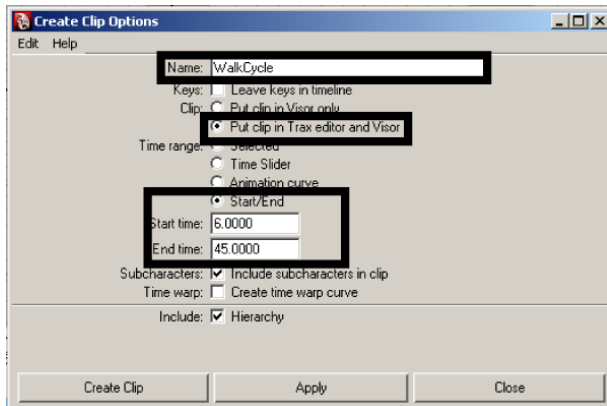 Create Clip Options
Edit Help
Name: WalkCycle
Keys: Leave keys in timeline
Clip: Put clip in Visor only
Put clip in Trax editor and Visor
Time range: Selected
Time Slider
Animation curve
Start/End
Start time: 6.0000
End time: 45.0000
Subcharacters: Include subcharacters in clip
Time warp: Create time warp curve
Include: Hierarchy
Create Clip Apply Close